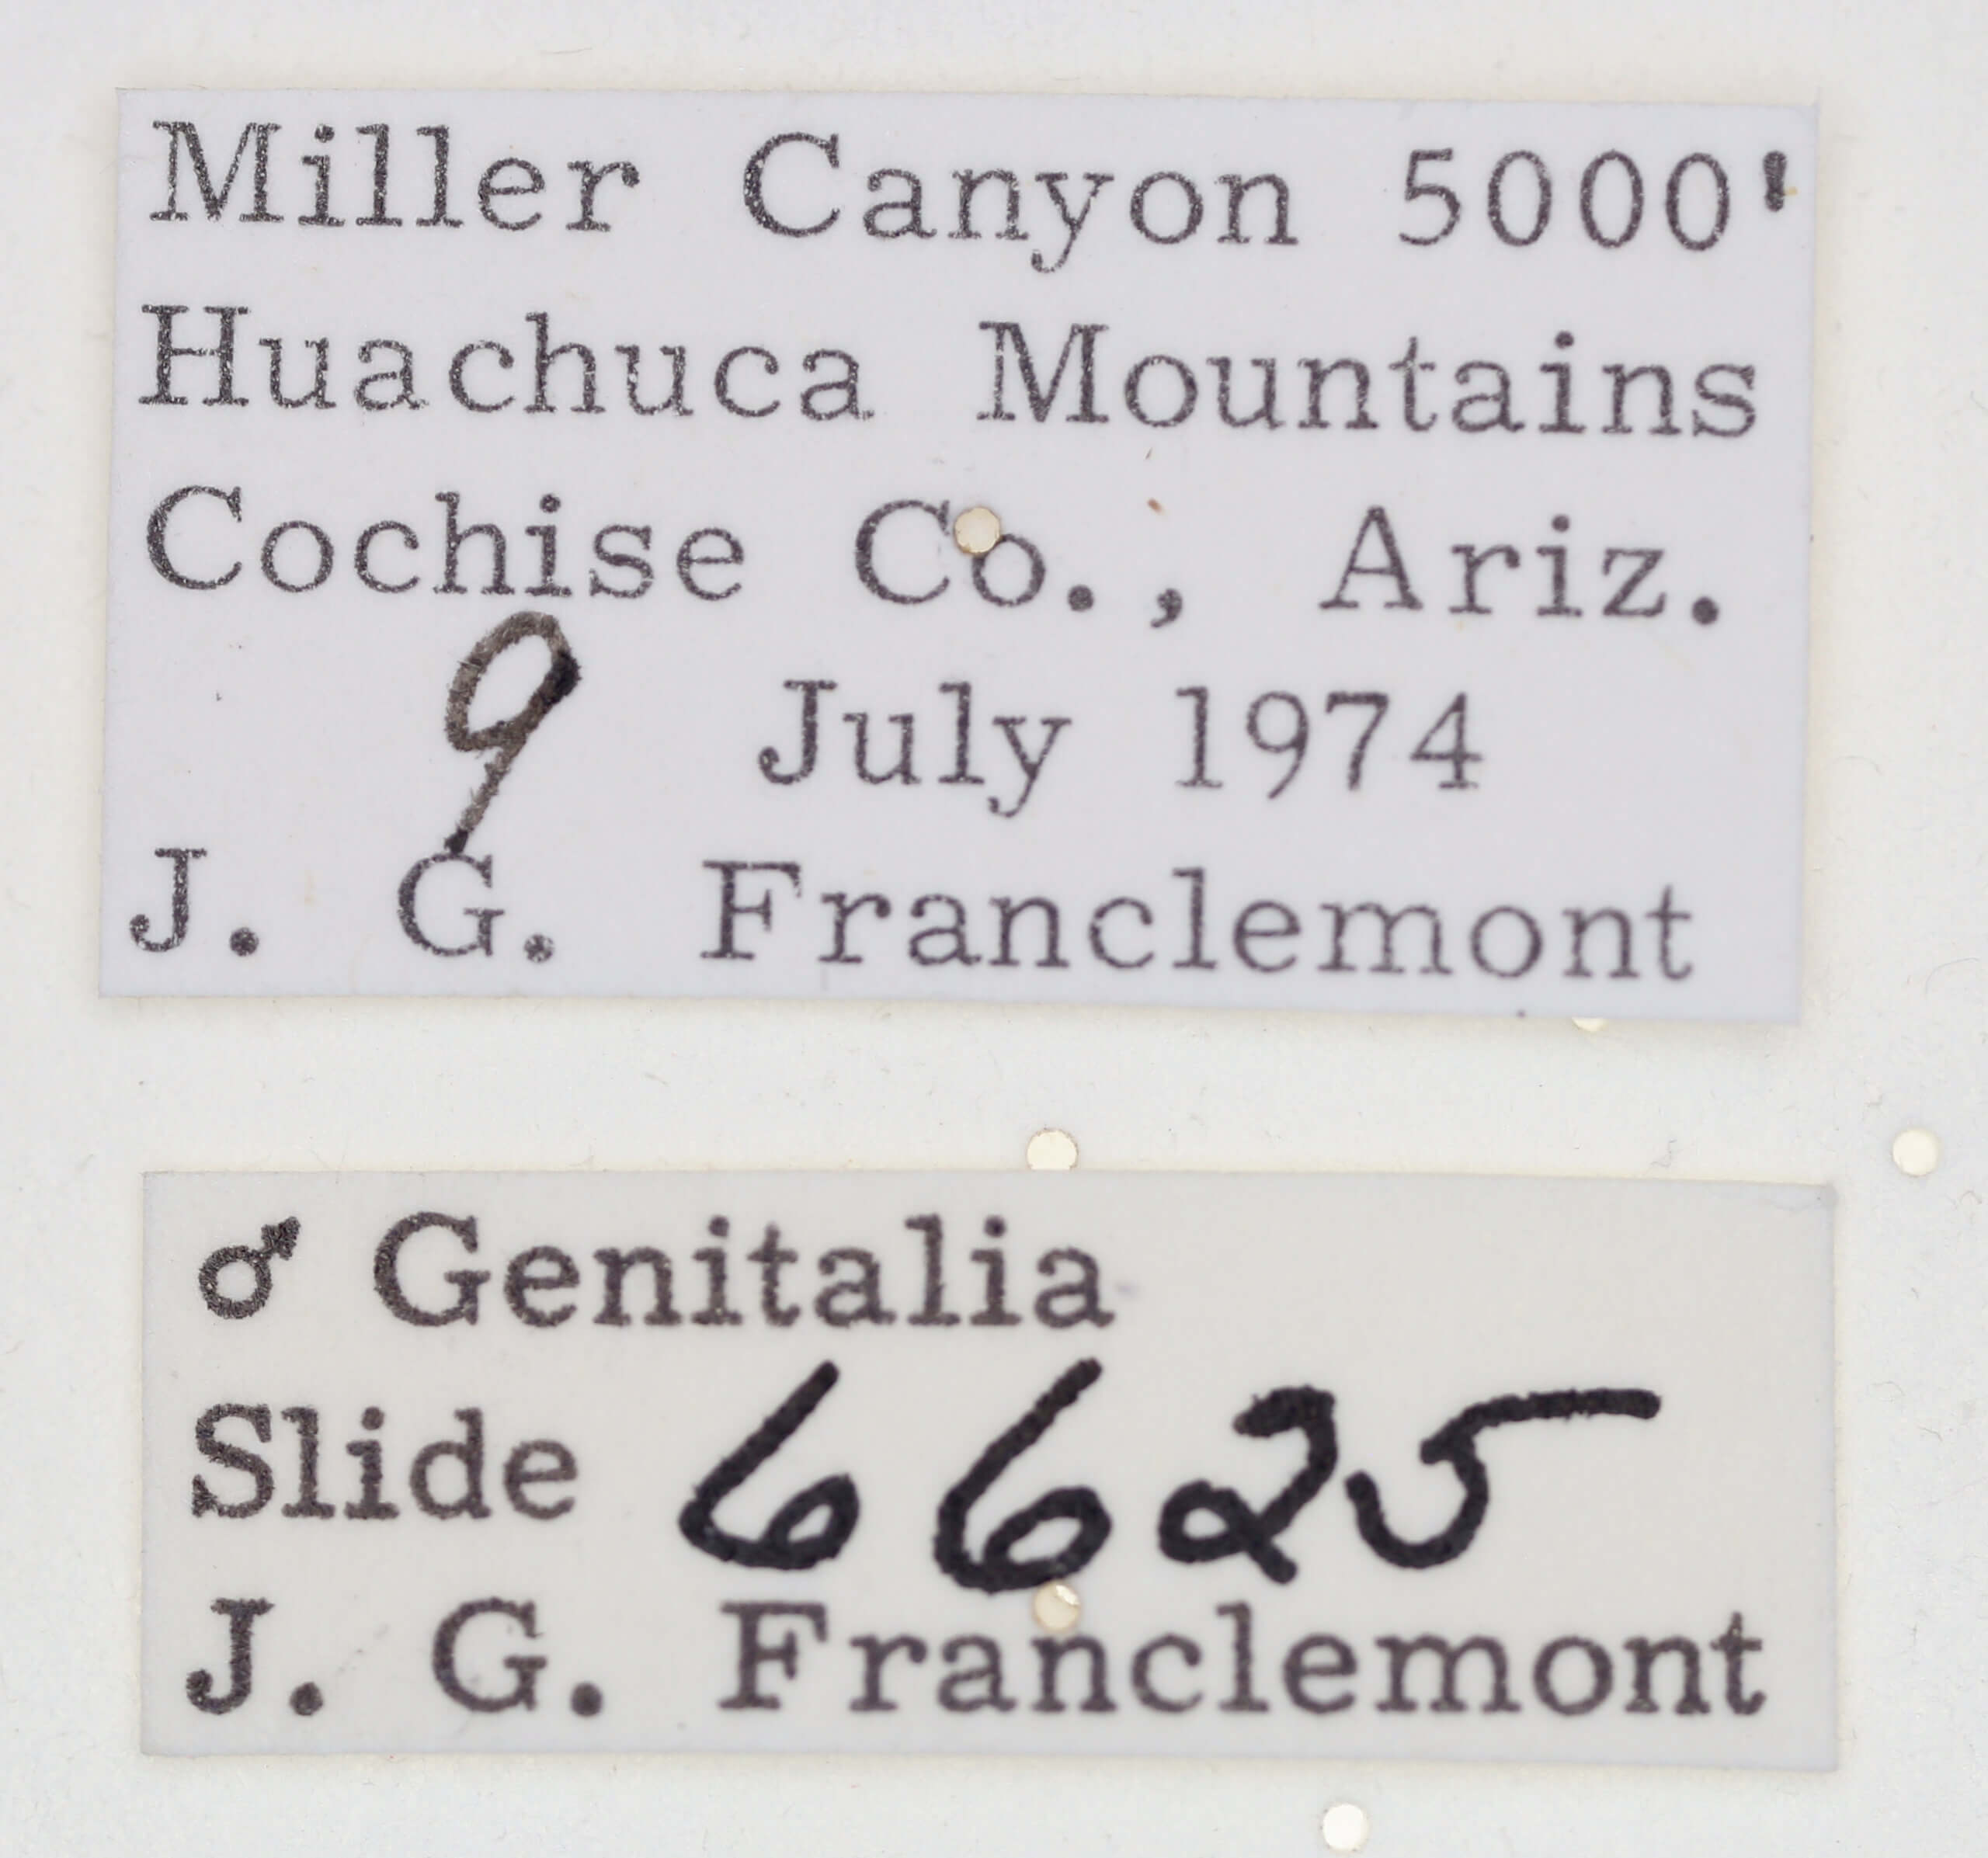 Miller Canyon 5000'
Huachuca Mountains
Cochise Co., Ariz.
9 July 1974
J. G. Franclemont
♂ Genitalia
Slide 6625
J. G. Franclemont